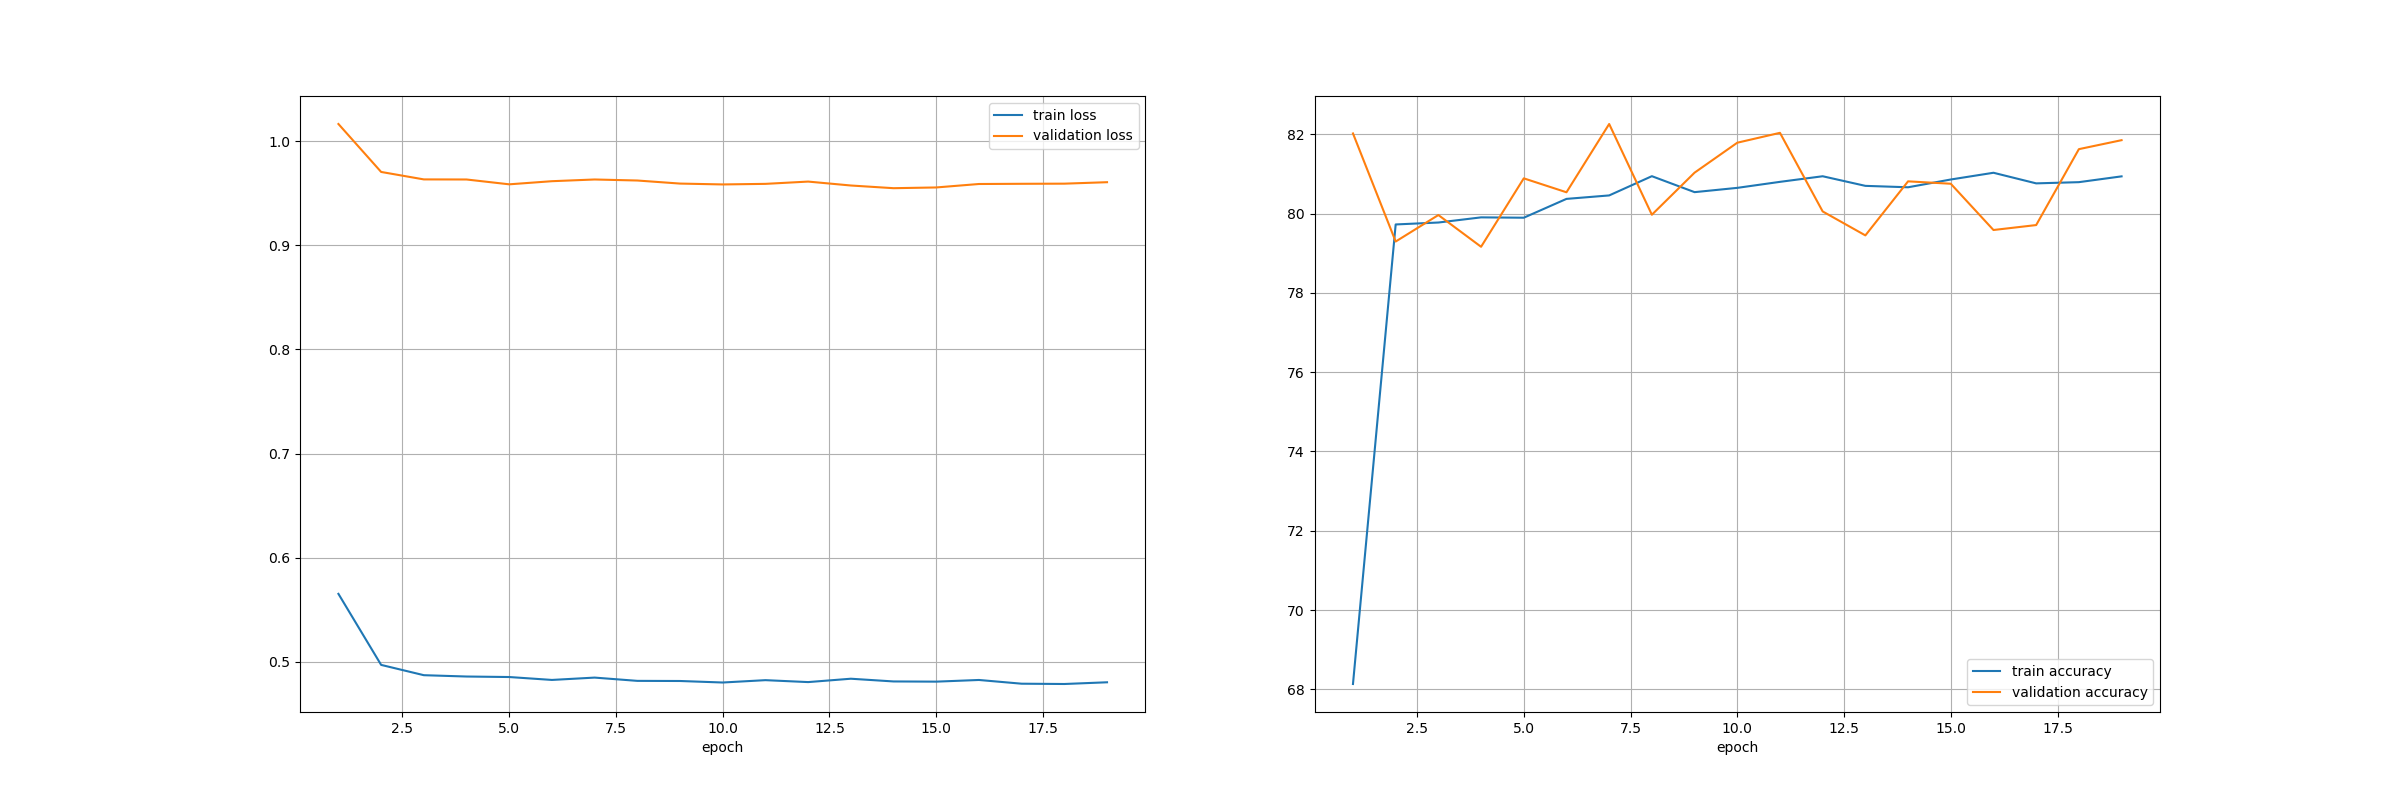 train loss
validation loss
1.0
0.9
0.8
0.7
0.6
0.5
2.5 5.0 7.5 10.0 12.5 15.0 17.5
epoch
82
80
78
76
74
72
70
68
train accuracy
validation accuracy
2.5 5.0 7.5 10.0 12.5 15.0 17.5
epoch